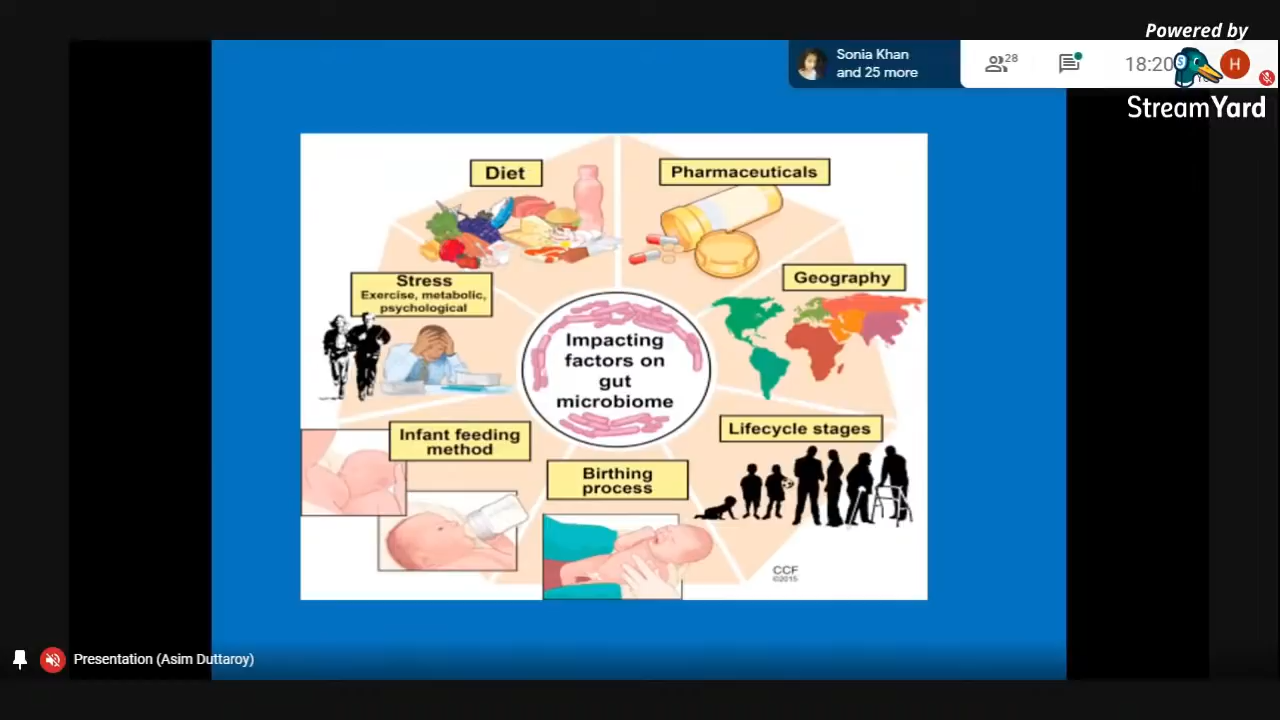 Powered by
StreamYard
Sonia Khan
and 25 more
28
18:20
H
Diet
Pharmaceuticals
Stress
Exercise, metabolic,
psychological
Geography
Impacting
factors on
gut
microbiome
Infant feeding
method
Lifecycle stages
Birthing
process
CCF
©2015
Presentation (Asim Duttaroy)